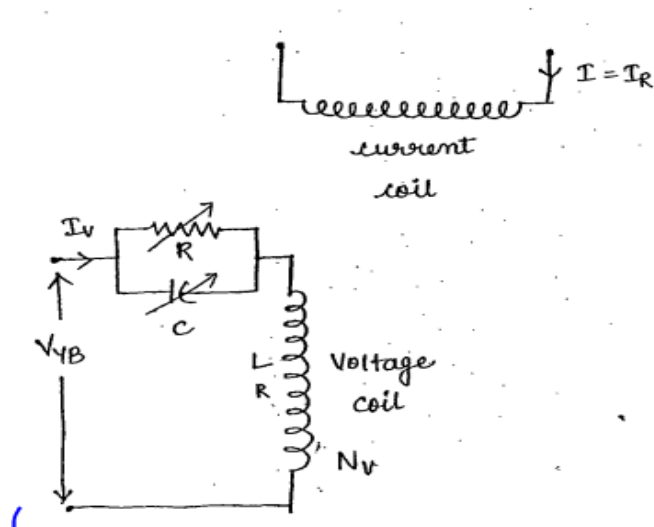 I = I_R
current
coil
I_v
R
C
V_YB
L
R
Voltage
coil
N_v
(